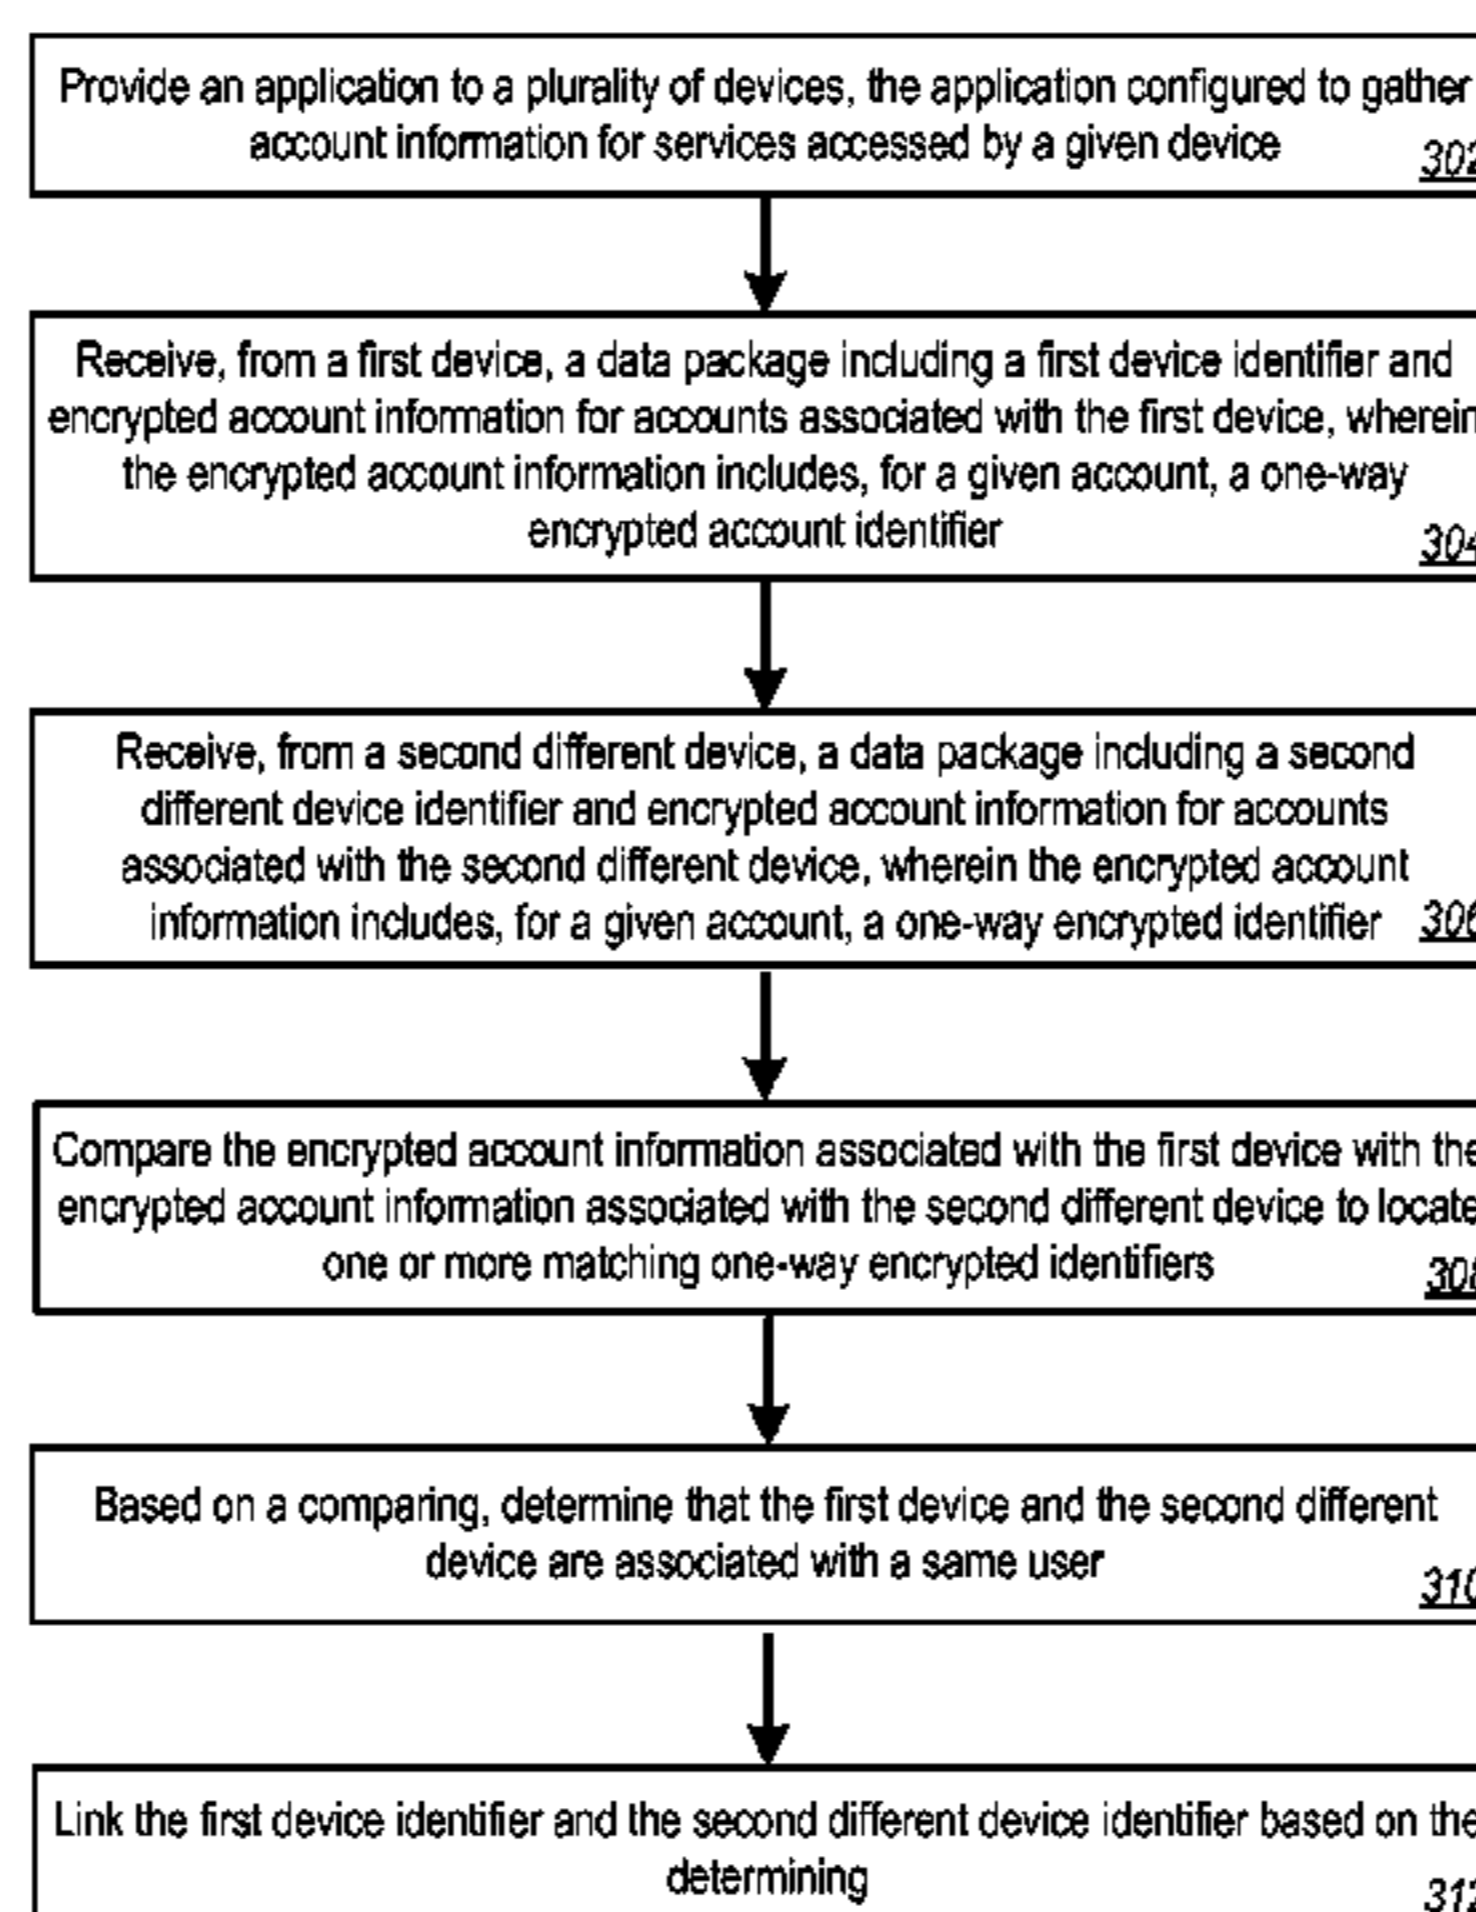 Provide an application to a plurality of devices, the application configured to gather
account information for services accessed by a given device
302
Receive, from a first device, a data package including a first device identifier and
encrypted account information for accounts associated with the first device, wherein
the encrypted account information includes, for a given account, a one-way
encrypted account identifier
304
Receive, from a second different device, a data package including a second
different device identifier and encrypted account information for accounts
associated with the second different device, wherein the encrypted account
information includes, for a given account, a one-way encrypted identifier
306
Compare the encrypted account information associated with the first device with the
encrypted account information associated with the second different device to locate
one or more matching one-way encrypted identifiers
308
Based on a comparing, determine that the first device and the second different
device are associated with a same user
310
Link the first device identifier and the second different device identifier based on the
determining
312